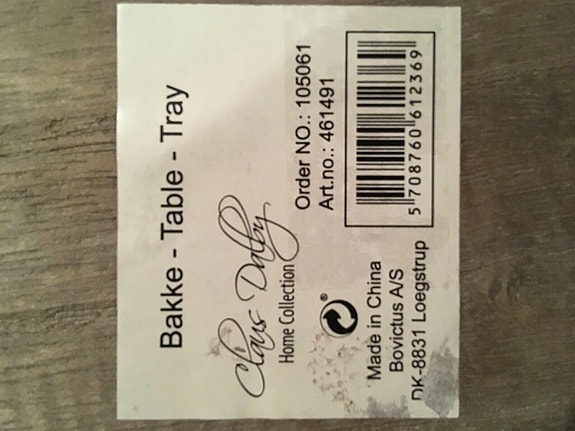 Bakke - Table - Tray
Claus Dalby
Home Collection
Order NO.: 105061
Art.no.: 461491
5 708760 612369
®
Made in China
Bovictus A/S
DK-8831 Loegstrup